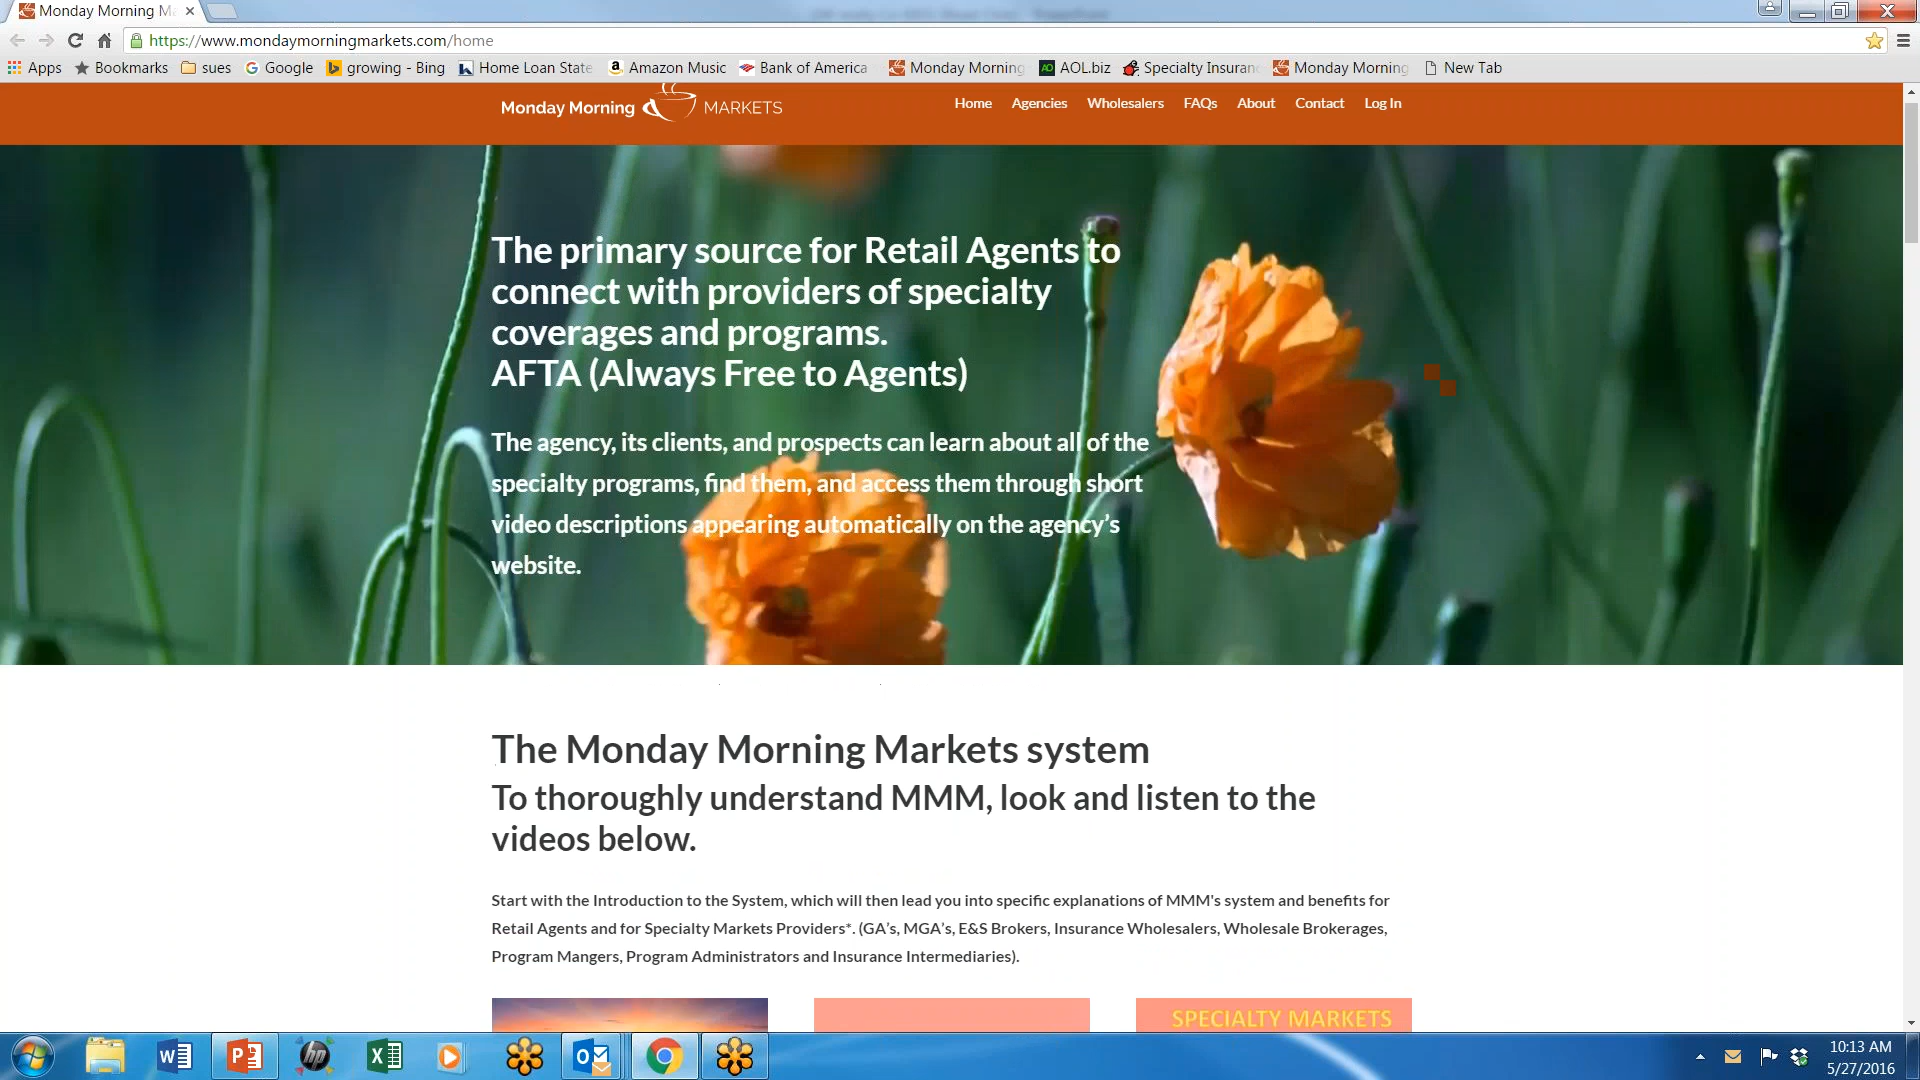 Monday Morning Ma
https://www.mondaymorningmarkets.com/home
Apps Bookmarks sues Google growing - Bing Home Loan State Amazon Music Bank of America Monday Morning AOL.biz Specialty Insuran Monday Morning New Tab
Monday Morning MARKETS
Home Agencies Wholesalers FAQs About Contact Log In
The primary source for Retail Agents to
connect with providers of specialty
coverages and programs.
AFTA (Always Free to Agents)
The agency, its clients, and prospects can learn about all of the
specialty programs, find them, and access them through short
video descriptions appearing automatically on the agency’s
website.
The Monday Morning Markets system
To thoroughly understand MMM, look and listen to the
videos below.
Start with the Introduction to the System, which will then lead you into specific explanations of MMM's system and benefits for
Retail Agents and for Specialty Markets Providers*. (GA’s, MGA’s, E&S Brokers, Insurance Wholesalers, Wholesale Brokerages,
Program Mangers, Program Administrators and Insurance Intermediaries).
SPECIALTY MARKETS
10:13 AM
5/27/2016